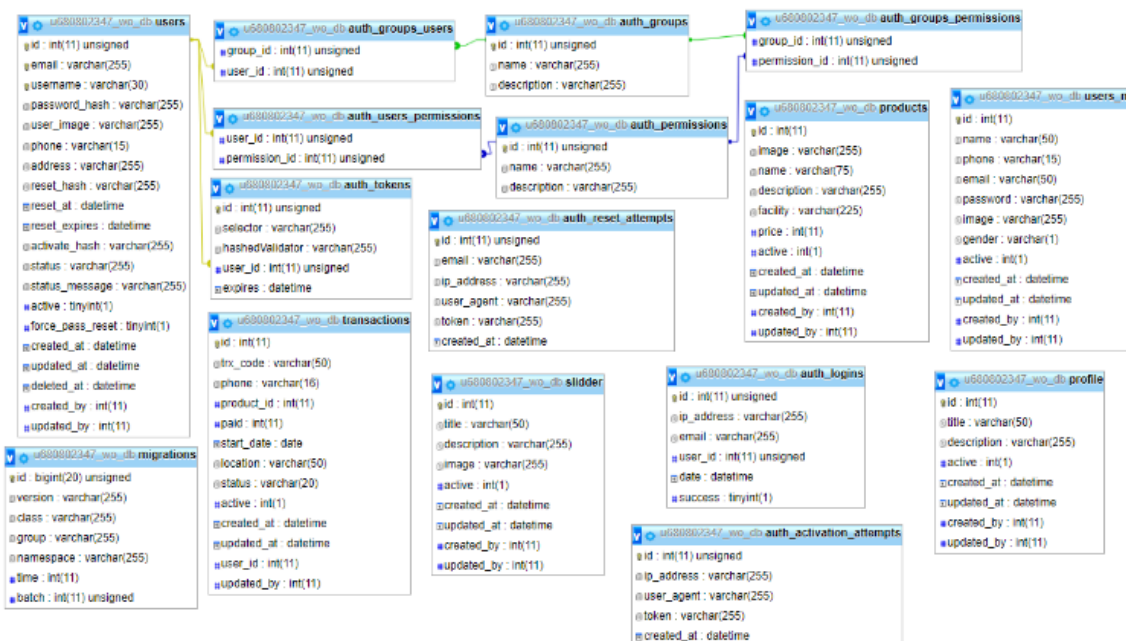 u680802347_wo_db users
id : int(11) unsigned
email : varchar(255)
username : varchar(30)
password_hash : varchar(255)
user_image : varchar(255)
phone : varchar(15)
address : varchar(255)
reset_hash : varchar(255)
reset_at : datetime
reset_expires : datetime
activate_hash : varchar(255)
status : varchar(255)
status_message : varchar(255)
active : tinyint(1)
force_pass_reset : tinyint(1)
created_at : datetime
updated_at : datetime
deleted_at : datetime
created_by : int(11)
updated_by : int(11)
u680802347_wo_db migrations
id : bigint(20) unsigned
version : varchar(255)
class : varchar(255)
group : varchar(255)
namespace : varchar(255)
time : int(11)
batch : int(11) unsigned
u680802347_wo_db auth_groups_users
group_id : int(11) unsigned
user_id : int(11) unsigned
u680802347_wo_db auth_users_permissions
user_id : int(11) unsigned
permission_id : int(11) unsigned
u680802347_wo_db auth_tokens
id : int(11) unsigned
selector : varchar(255)
hashedValidator : varchar(255)
user_id : int(11) unsigned
expires : datetime
u680802347_wo_db transactions
id : int(11)
trx_code : varchar(50)
phone : varchar(16)
product_id : int(11)
paid : int(11)
start_date : date
location : varchar(50)
status : varchar(20)
active : int(1)
created_at : datetime
updated_at : datetime
user_id : int(11)
updated_by : int(11)
u680802347_wo_db auth_groups
id : int(11) unsigned
name : varchar(255)
description : varchar(255)
u680802347_wo_db auth_permissions
id : int(11) unsigned
name : varchar(255)
description : varchar(255)
u680802347_wo_db auth_reset_attempts
id : int(11) unsigned
email : varchar(255)
ip_address : varchar(255)
user_agent : varchar(255)
token : varchar(255)
created_at : datetime
u680802347_wo_db slidder
id : int(11)
title : varchar(50)
description : varchar(255)
image : varchar(255)
active : int(1)
created_at : datetime
updated_at : datetime
created_by : int(11)
updated_by : int(11)
u680802347_wo_db auth_groups_permissions
group_id : int(11) unsigned
permission_id : int(11) unsigned
u680802347_wo_db products
id : int(11)
image : varchar(255)
name : varchar(75)
description : varchar(255)
facility : varchar(225)
price : int(11)
active : int(1)
created_at : datetime
updated_at : datetime
created_by : int(11)
updated_by : int(11)
u680802347_wo_db auth_logins
id : int(11) unsigned
ip_address : varchar(255)
email : varchar(255)
user_id : int(11) unsigned
date : datetime
success : tinyint(1)
u680802347_wo_db auth_activation_attempts
id : int(11) unsigned
ip_address : varchar(255)
user_agent : varchar(255)
token : varchar(255)
created_at : datetime
u680802347_wo_db
id : int(11)
name : varchar(50)
phone : varchar(15)
email : varchar(50)
password : varchar(255)
image : varchar(255)
gender : varchar(1)
active : int(1)
created_at : datetime
updated_at : datetime
created_by : int(11)
updated_by : int(11)
u680802347_wo_db profile
id : int(11)
title : varchar(50)
description : varchar(255)
active : int(1)
created_at : datetime
updated_at : datetime
created_by : int(11)
updated_by : int(11)